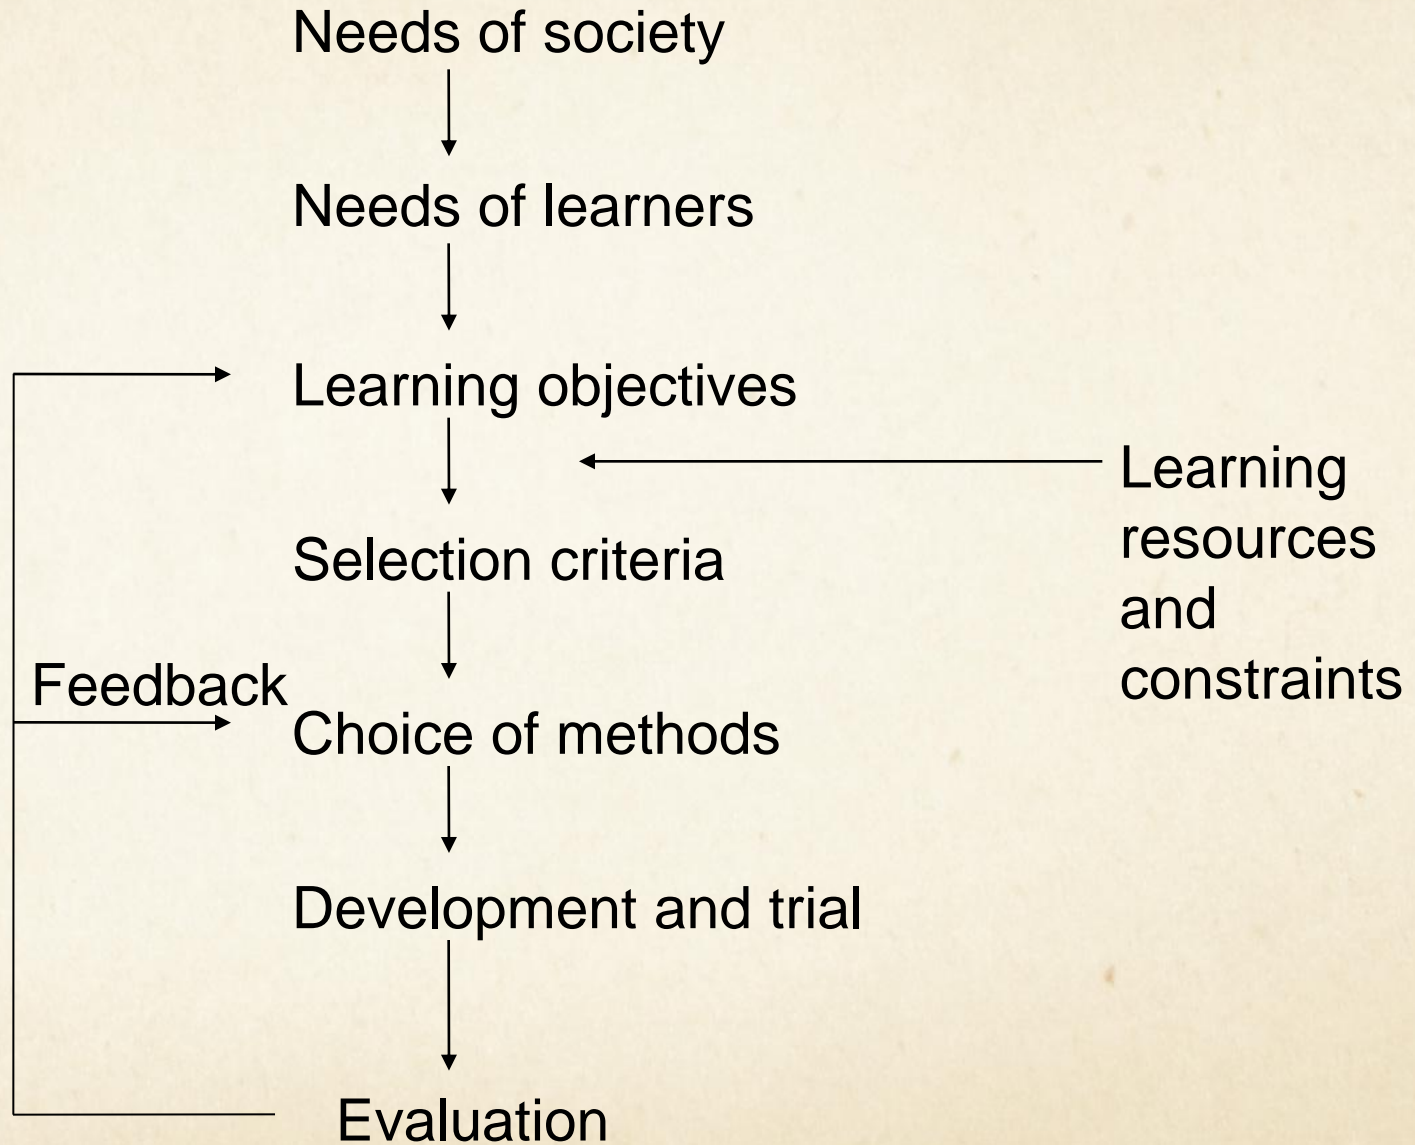 Needs of society
Needs of learners
Learning objectives
Learning
resources
and
constraints
Selection criteria
Feedback
Choice of methods
Development and trial
Evaluation